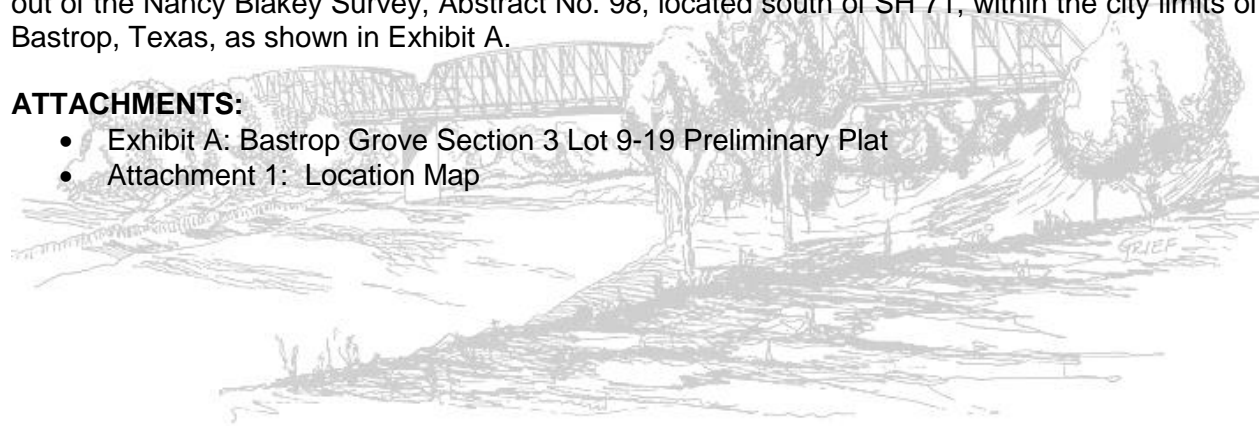 out of the Nancy Blakey Survey, Abstract No. 98, located south of SH 71, within the city limits of
Bastrop, Texas, as shown in Exhibit A.
ATTACHMENTS:
• Exhibit A: Bastrop Grove Section 3 Lot 9-19 Preliminary Plat
• Attachment 1: Location Map
GRIEF